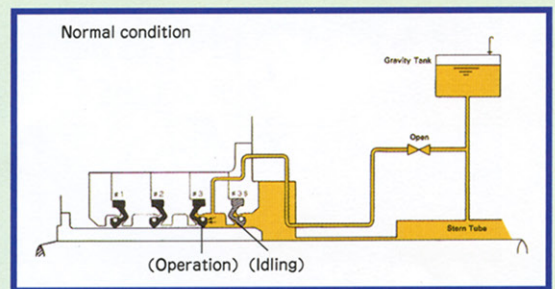 Normal condition
Gravity Tank
Open
#1 #2 #3 #3S
Stern Tube
(Operation) (Idling)